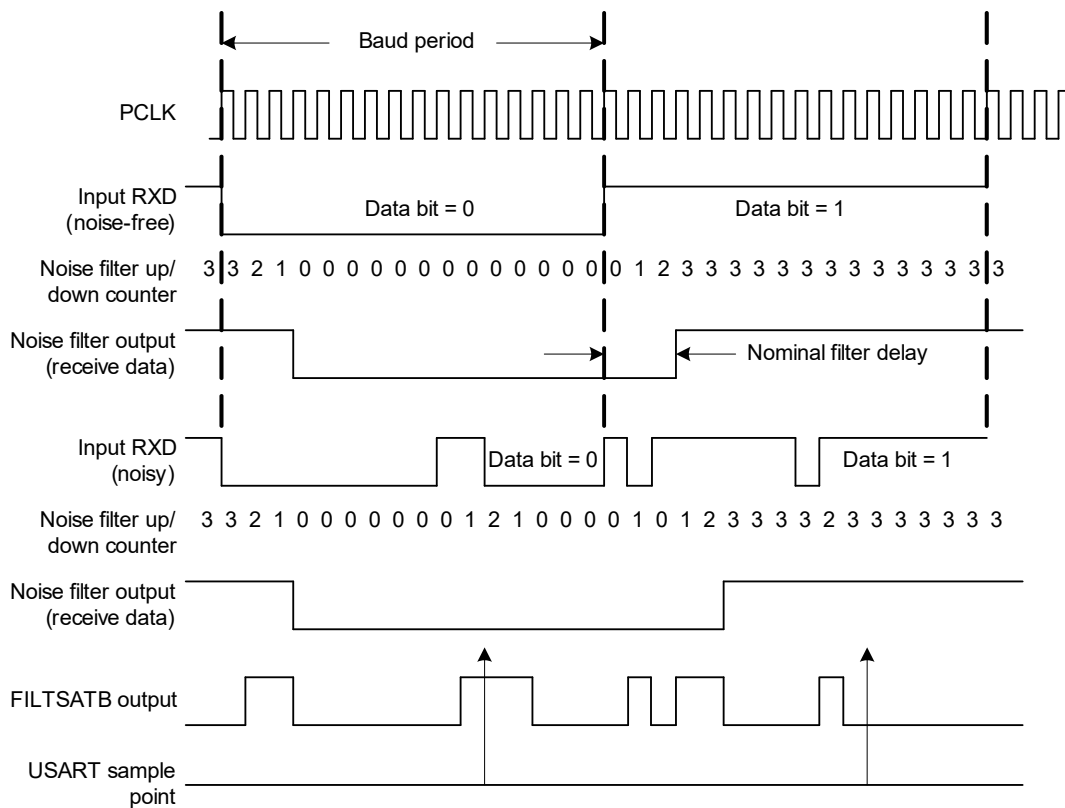 Baud period
PCLK
Input RXD
(noise-free)
Data bit = 0
Data bit = 1
Noise filter up/
down counter
3 3 2 1 0 0 0 0 0 0 0 0 0 0 0 0 0 0 1 2 3 3 3 3 3 3 3 3 3 3 3 3 3 3
Noise filter output
(receive data)
Nominal filter delay
Input RXD
(noisy)
Data bit = 0
Data bit = 1
Noise filter up/
down counter
3 3 2 1 0 0 0 0 0 0 0 1 2 1 0 0 0 0 1 0 1 2 3 3 3 3 2 3 3 3 3 3 3 3
Noise filter output
(receive data)
FILTSATB output
USART sample
point